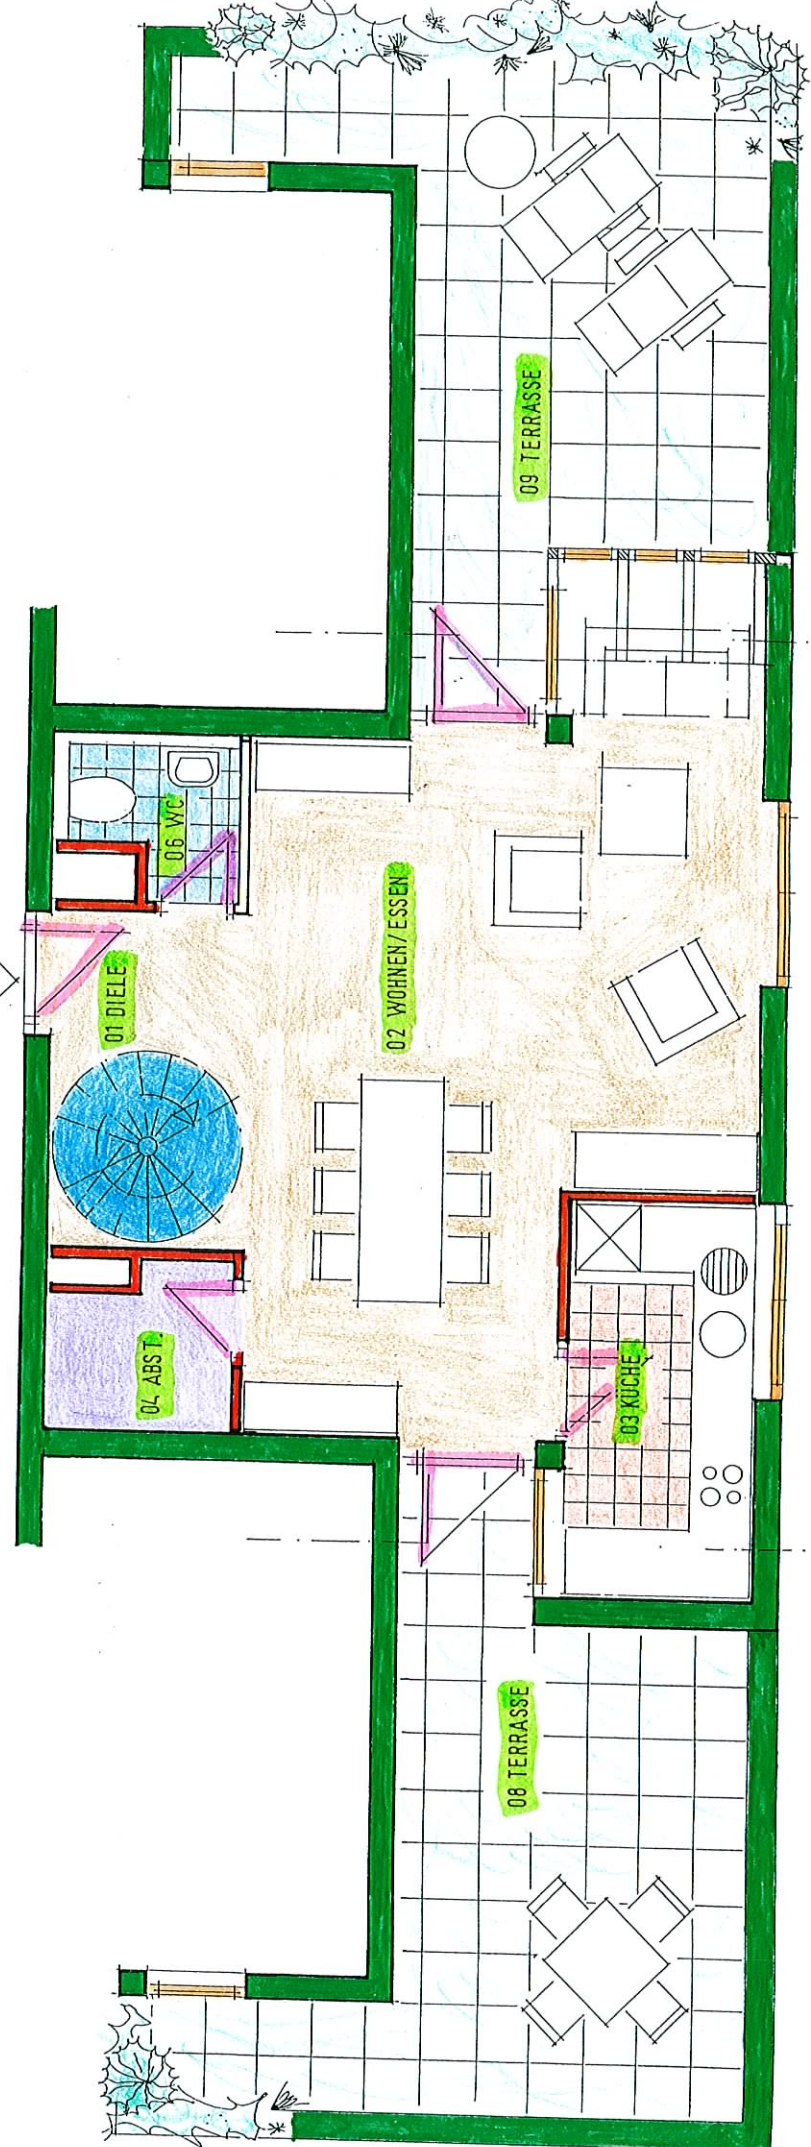 09 TERRASSE
06 WC
01 DIELE
02 WOHNEN/ESSEN
04 ABST.
03 KÜCHE
08 TERRASSE